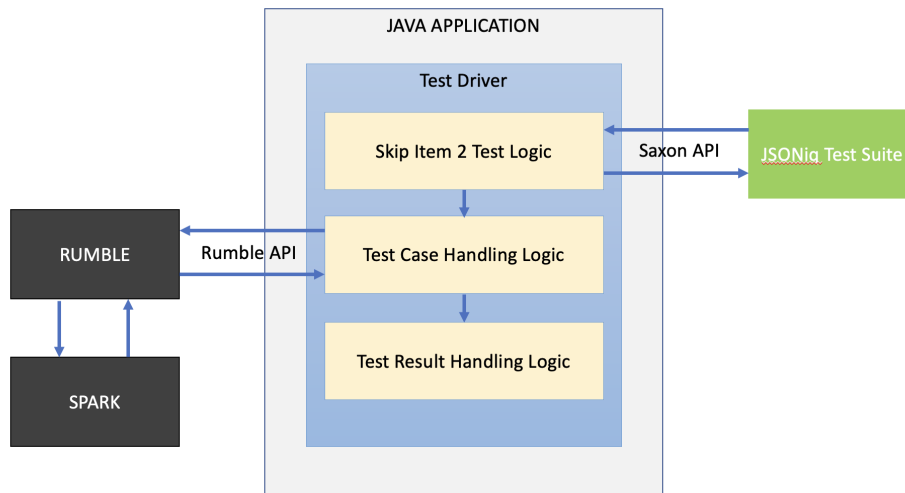 JAVA APPLICATION
Test Driver
Skip Item 2 Test Logic
Saxon API
JSONiq Test Suite
RUMBLE
Rumble API
Test Case Handling Logic
Test Result Handling Logic
SPARK